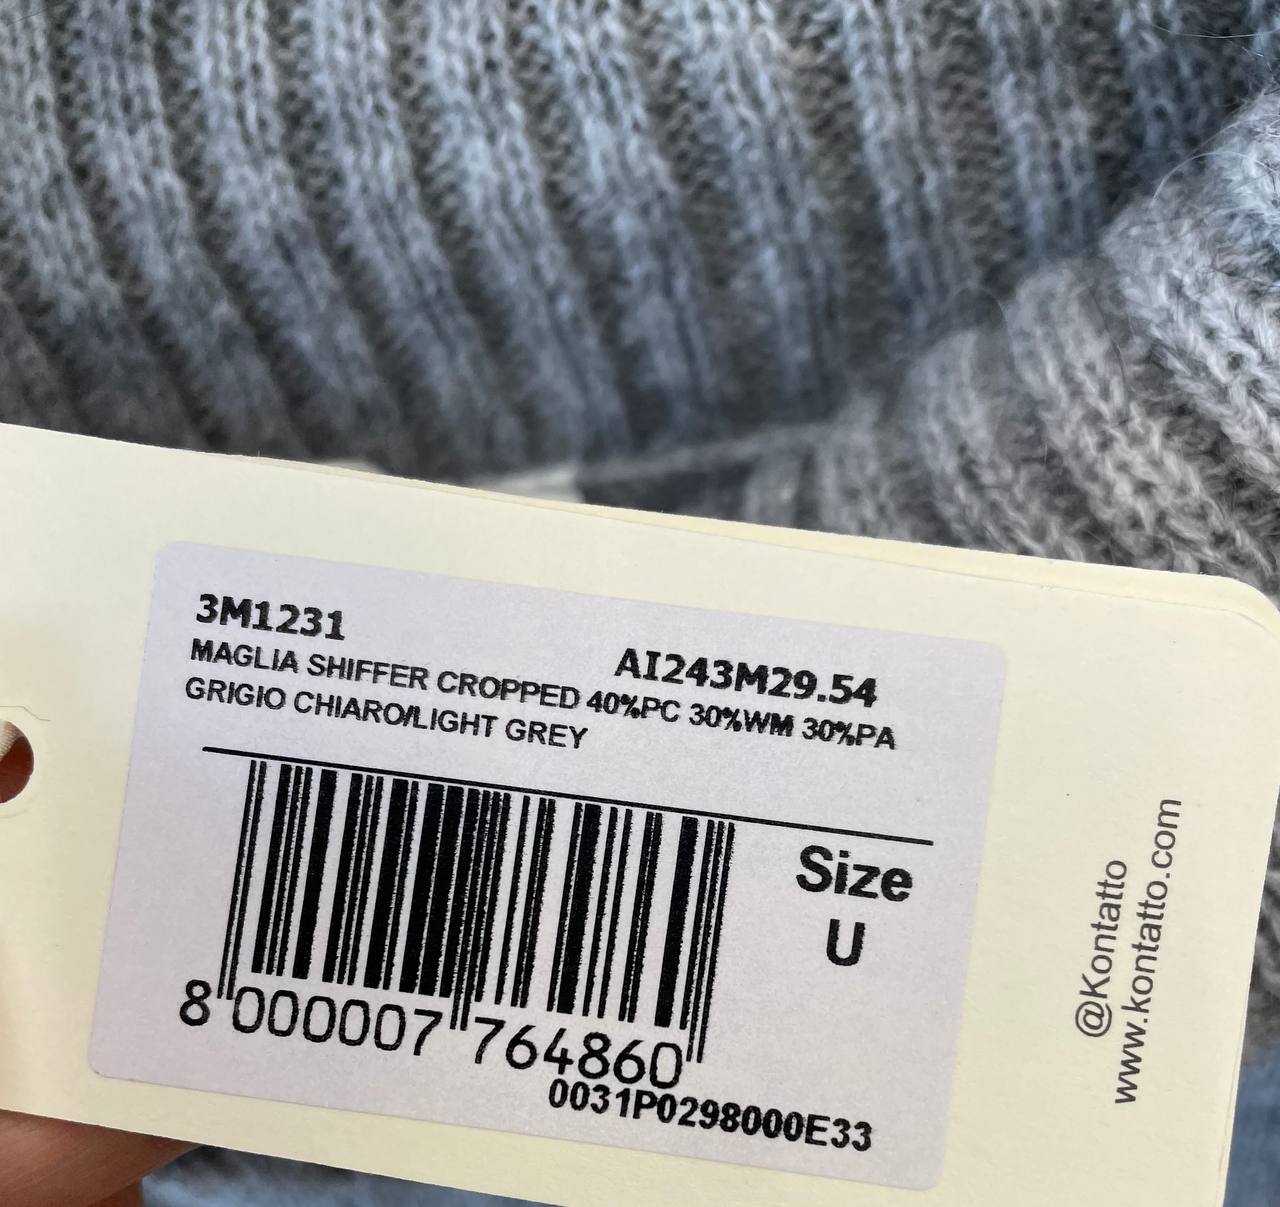 3M1231
AI243M29.54
MAGLIA SHIFFER CROPPED 40%PC 30%WM 30%PA
GRIGIO CHIARO/LIGHT GREY
Size
U
8 000007 764860
0031P0298000E33
@Kontatto
www.kontatto.com